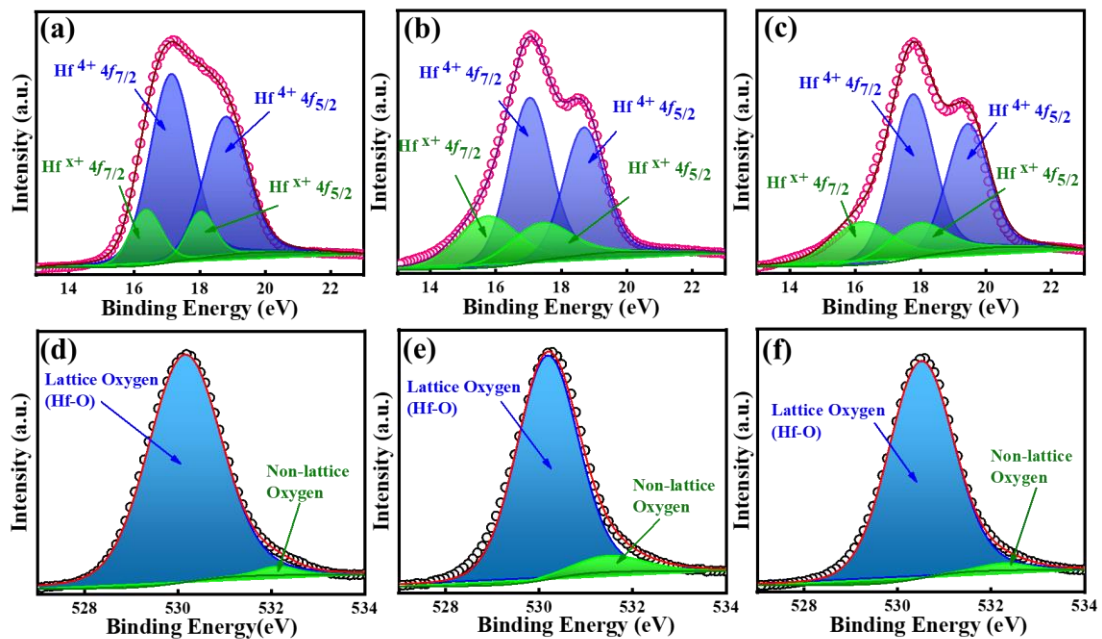 (a)
Hf 4+ 4f7/2
Hf 4+ 4f5/2
Hf x+ 4f7/2
Hf x+ 4f5/2
Intensity (a.u.)
14 16 18 20 22
Binding Energy (eV)
(b)
Hf 4+ 4f7/2
Hf 4+ 4f5/2
Hf x+ 4f7/2
Hf x+ 4f5/2
Intensity (a.u.)
14 16 18 20 22
Binding Energy (eV)
(c)
Hf 4+ 4f7/2
Hf 4+ 4f5/2
Hf x+ 4f7/2
Hf x+ 4f5/2
Intensity (a.u.)
14 16 18 20 22
Binding Energy (eV)
(d)
Lattice Oxygen
(Hf-O)
Non-lattice
Oxygen
Intensity (a.u.)
528 530 532 534
Binding Energy(eV)
(e)
Lattice Oxygen
(Hf-O)
Non-lattice
Oxygen
Intensity (a.u.)
528 530 532 534
Binding Energy (eV)
(f)
Lattice Oxygen
(Hf-O)
Non-lattice
Oxygen
Intensity (a.u.)
528 530 532 534
Binding Energy (eV)